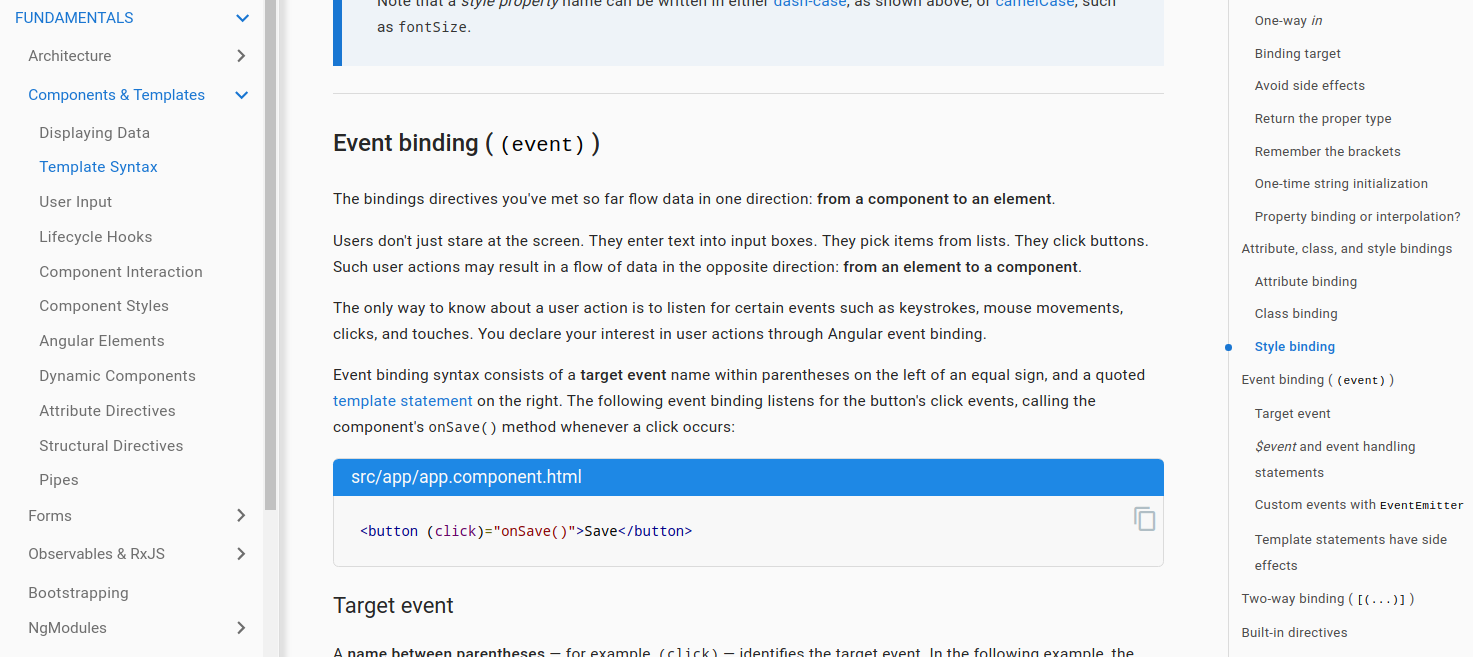 FUNDAMENTALS
Architecture
Components & Templates
Displaying Data
Template Syntax
User Input
Lifecycle Hooks
Component Interaction
Component Styles
Angular Elements
Dynamic Components
Attribute Directives
Structural Directives
Pipes
Forms
Observables & RxJS
Bootstrapping
NgModules
Note that a style property name can be written in either dash-case, as shown above, or camelCase, such
as fontSize.
Event binding ( (event) )
The bindings directives you've met so far flow data in one direction: from a component to an element.
Users don't just stare at the screen. They enter text into input boxes. They pick items from lists. They click buttons.
Such user actions may result in a flow of data in the opposite direction: from an element to a component.
The only way to know about a user action is to listen for certain events such as keystrokes, mouse movements,
clicks, and touches. You declare your interest in user actions through Angular event binding.
Event binding syntax consists of a target event name within parentheses on the left of an equal sign, and a quoted
template statement on the right. The following event binding listens for the button's click events, calling the
component's onSave() method whenever a click occurs:
src/app/app.component.html
<button (click)="onSave()">Save</button>
Target event
A name between parentheses — for example, (click) — identifies the target event. In the following example, the
One-way in
Binding target
Avoid side effects
Return the proper type
Remember the brackets
One-time string initialization
Property binding or interpolation?
Attribute, class, and style bindings
Attribute binding
Class binding
Style binding
Event binding ( (event) )
Target event
$event and event handling
statements
Custom events with EventEmitter
Template statements have side
effects
Two-way binding ( [(...)] )
Built-in directives